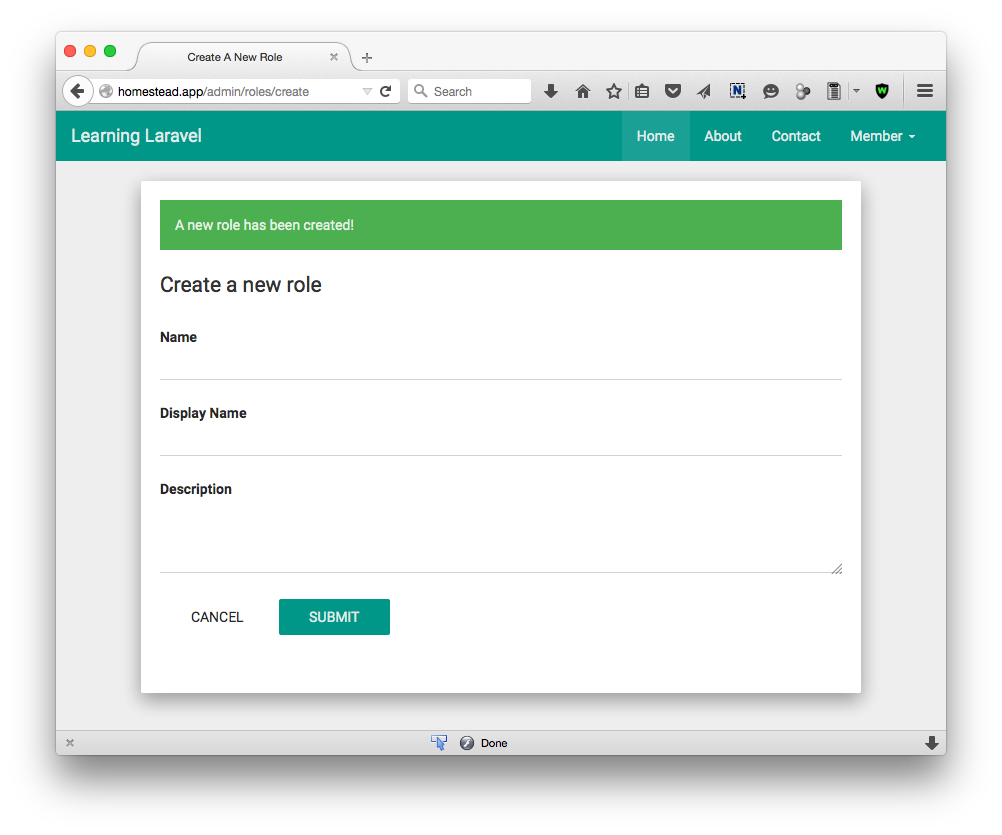 Create A New Role
homestead.app/admin/roles/create
Search
N
W
Learning Laravel
Home
About
Contact
Member
A new role has been created!
Create a new role
Name
Display Name
Description
CANCEL
SUBMIT
Done